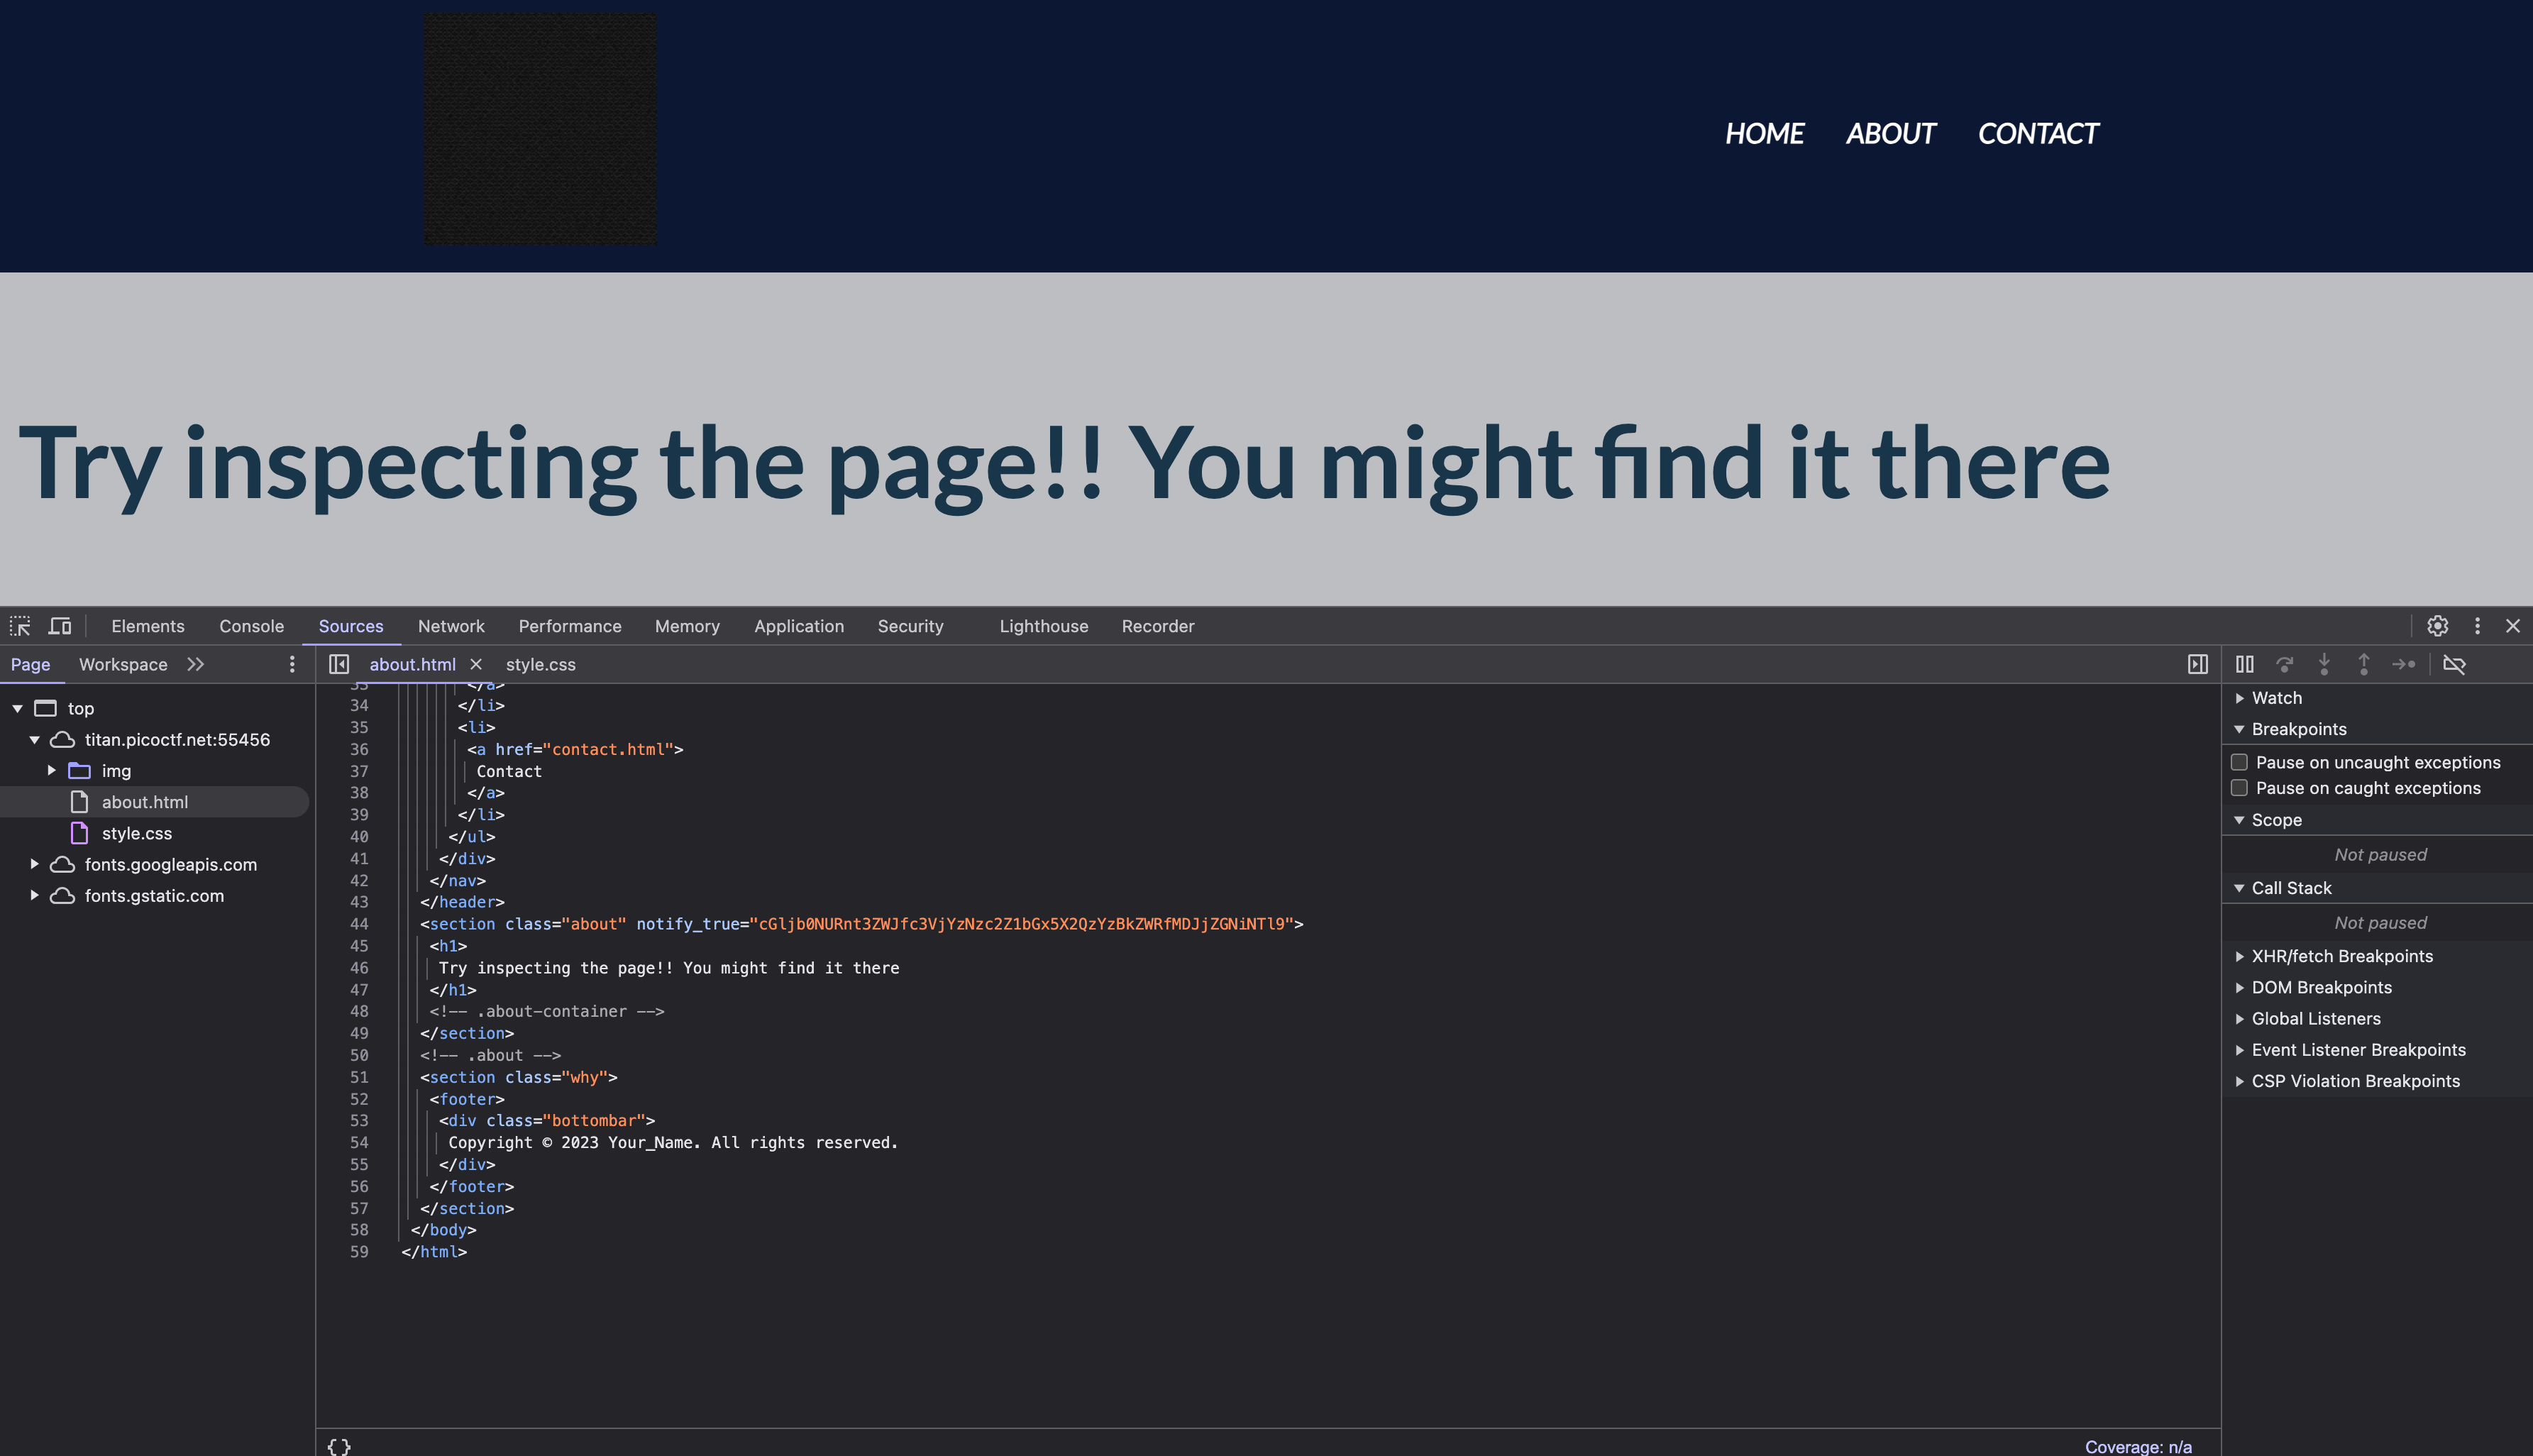 HOME ABOUT CONTACT
Try inspecting the page!! You might find it there
Elements Console Sources Network Performance Memory Application Security Lighthouse Recorder
Page Workspace
about.html style.css
top
titan.picoctf.net:55456
img
about.html
style.css
fonts.googleapis.com
fonts.gstatic.com
33 </a>
34 </li>
35 <li>
36 <a href="contact.html">
37 Contact
38 </a>
39 </li>
40 </ul>
41 </div>
42 </nav>
43 </header>
44 <section class="about" notify_true="cGljb0NURnt3ZWJfc3VjYzNzc2Z1bGx5X2QzYzBkZWRfMDJjZGNiNTl9">
45 <h1>
46 Try inspecting the page!! You might find it there
47 </h1>
48 <!-- .about-container -->
49 </section>
50 <!-- .about -->
51 <section class="why">
52 <footer>
53 <div class="bottombar">
54 Copyright © 2023 Your_Name. All rights reserved.
55 </div>
56 </footer>
57 </section>
58 </body>
59 </html>
{}
Coverage: n/a
Watch
Breakpoints
Pause on uncaught exceptions
Pause on caught exceptions
Scope
Not paused
Call Stack
Not paused
XHR/fetch Breakpoints
DOM Breakpoints
Global Listeners
Event Listener Breakpoints
CSP Violation Breakpoints